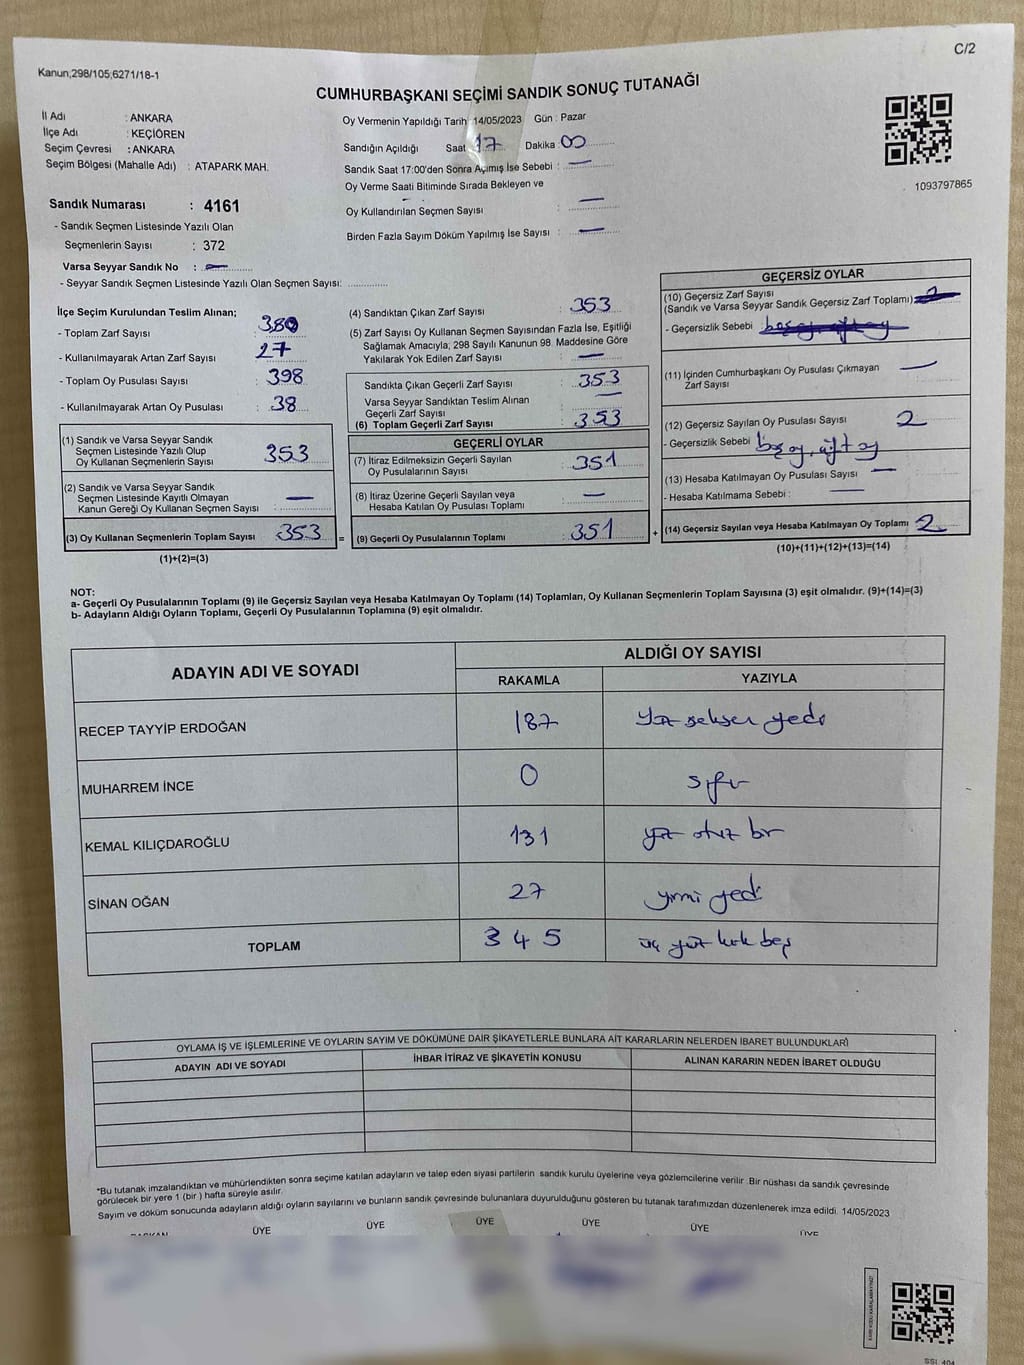 C/2
Kanun;298/105;6271/18-1
CUMHURBAŞKANI SEÇİMİ SANDIK SONUÇ TUTANAĞI
İl Adı : ANKARA
İlçe Adı : KEÇİÖREN
Seçim Çevresi : ANKARA
Seçim Bölgesi (Mahalle Adı) : ATAPARK MAH.
Sandık Numarası : 4161
- Sandık Seçmen Listesinde Yazılı Olan
Seçmenlerin Sayısı : 372
Varsa Seyyar Sandık No : —
- Seyyar Sandık Seçmen Listesinde Yazılı Olan Seçmen Sayısı: ..............
Oy Vermenin Yapıldığı Tarih 14/05/2023 Gün : Pazar
Sandığın Açıldığı Saat 17 Dakika : 00
Sandık Saat 17:00'den Sonra Açımış İse Sebebi : —
Oy Verme Saati Bitiminde Sırada Bekleyen ve
Oy Kullandırılan Seçmen Sayısı : —
Birden Fazla Sayım Döküm Yapılmış İse Sayısı : —
1093797865
İlçe Seçim Kurulundan Teslim Alınan;
- Toplam Zarf Sayısı : 380
- Kullanılmayarak Artan Zarf Sayısı : 27
- Toplam Oy Pusulası Sayısı : 398
- Kullanılmayarak Artan Oy Pusulası : 38
(1) Sandık ve Varsa Seyyar Sandık
Seçmen Listesinde Yazılı Olup
Oy Kullanan Seçmenlerin Sayısı : 353
(2) Sandık ve Varsa Seyyar Sandık
Seçmen Listesinde Kayıtlı Olmayan
Kanun Gereği Oy Kullanan Seçmen Sayısı : —
(3) Oy Kullanan Seçmenlerin Toplam Sayısı : 353 =
(1)+(2)=(3)
(4) Sandıktan Çıkan Zarf Sayısı : 353
(5) Zarf Sayısı Oy Kullanan Seçmen Sayısından Fazla İse, Eşitliği
Sağlamak Amacıyla; 298 Sayılı Kanunun 98. Maddesine Göre
Yakılarak Yok Edilen Zarf Sayısı : —
Sandıkta Çıkan Geçerli Zarf Sayısı : 353
Varsa Seyyar Sandıktan Teslim Alınan
Geçerli Zarf Sayısı : —
(6) Toplam Geçerli Zarf Sayısı : 353
GEÇERLİ OYLAR
(7) İtiraz Edilmeksizin Geçerli Sayılan
Oy Pusulalarının Sayısı : 351
(8) İtiraz Üzerine Geçerli Sayılan veya
Hesaba Katılan Oy Pusulası Toplamı : —
(9) Geçerli Oy Pusulalarının Toplamı : 351 +
GEÇERSİZ OYLAR
(10) Geçersiz Zarf Sayısı
(Sandık ve Varsa Seyyar Sandık Geçersiz Zarf Toplamı) : 2
- Geçersizlik Sebebi : boş oy, çift oy
(11) İçinden Cumhurbaşkanı Oy Pusulası Çıkmayan
Zarf Sayısı —
(12) Geçersiz Sayılan Oy Pusulası Sayısı : 2
- Geçersizlik Sebebi : boş oy, çift oy
(13) Hesaba Katılmayan Oy Pusulası Sayısı : —
- Hesaba Katılmama Sebebi : —
(14) Geçersiz Sayılan veya Hesaba Katılmayan Oy Toplamı : 2
(10)+(11)+(12)+(13)=(14)
NOT:
a- Geçerli Oy Pusulalarının Toplamı (9) ile Geçersiz Sayılan veya Hesaba Katılmayan Oy Toplamı (14) Toplamları, Oy Kullanan Seçmenlerin Toplam Sayısına (3) eşit olmalıdır. (9)+(14)=(3)
b- Adayların Aldığı Oyların Toplamı, Geçerli Oy Pusulalarının Toplamına (9) eşit olmalıdır.
ADAYIN ADI VE SOYADI ALDIĞI OY SAYISI
RAKAMLA YAZIYLA
RECEP TAYYİP ERDOĞAN 187 Yüz seksen yedi
MUHARREM İNCE 0 sıfır
KEMAL KILIÇDAROĞLU 131 yüz otuz bir
SİNAN OĞAN 27 yirmi yedi
TOPLAM 345 üç yüz kırk beş
OYLAMA İŞ VE İŞLEMLERİNE VE OYLARIN SAYIM VE DÖKÜMÜNE DAİR ŞİKAYETLERLE BUNLARA AİT KARARLARIN NELERDEN İBARET BULUNDUKLARI
ADAYIN ADI VE SOYADI İHBAR İTİRAZ VE ŞİKAYETİN KONUSU ALINAN KARARIN NEDEN İBARET OLDUĞU
*Bu tutanak imzalandıktan ve mühürlendikten sonra seçime katılan adayların ve talep eden siyasi partilerin sandık kurulu üyelerine veya gözlemcilerine verilir. Bir nüshası da sandık çevresinde
görülecek bir yere 1 (bir ) hafta süreyle asılır.
Sayım ve döküm sonucunda adayların aldığı oyların sayılarını ve bunların sandık çevresinde bulunanlara duyurulduğunu gösteren bu tutanak tarafımızdan düzenlenerek imza edildi. 14/05/2023
BAŞKAN ÜYE ÜYE ÜYE ÜYE ÜYE ÜYE